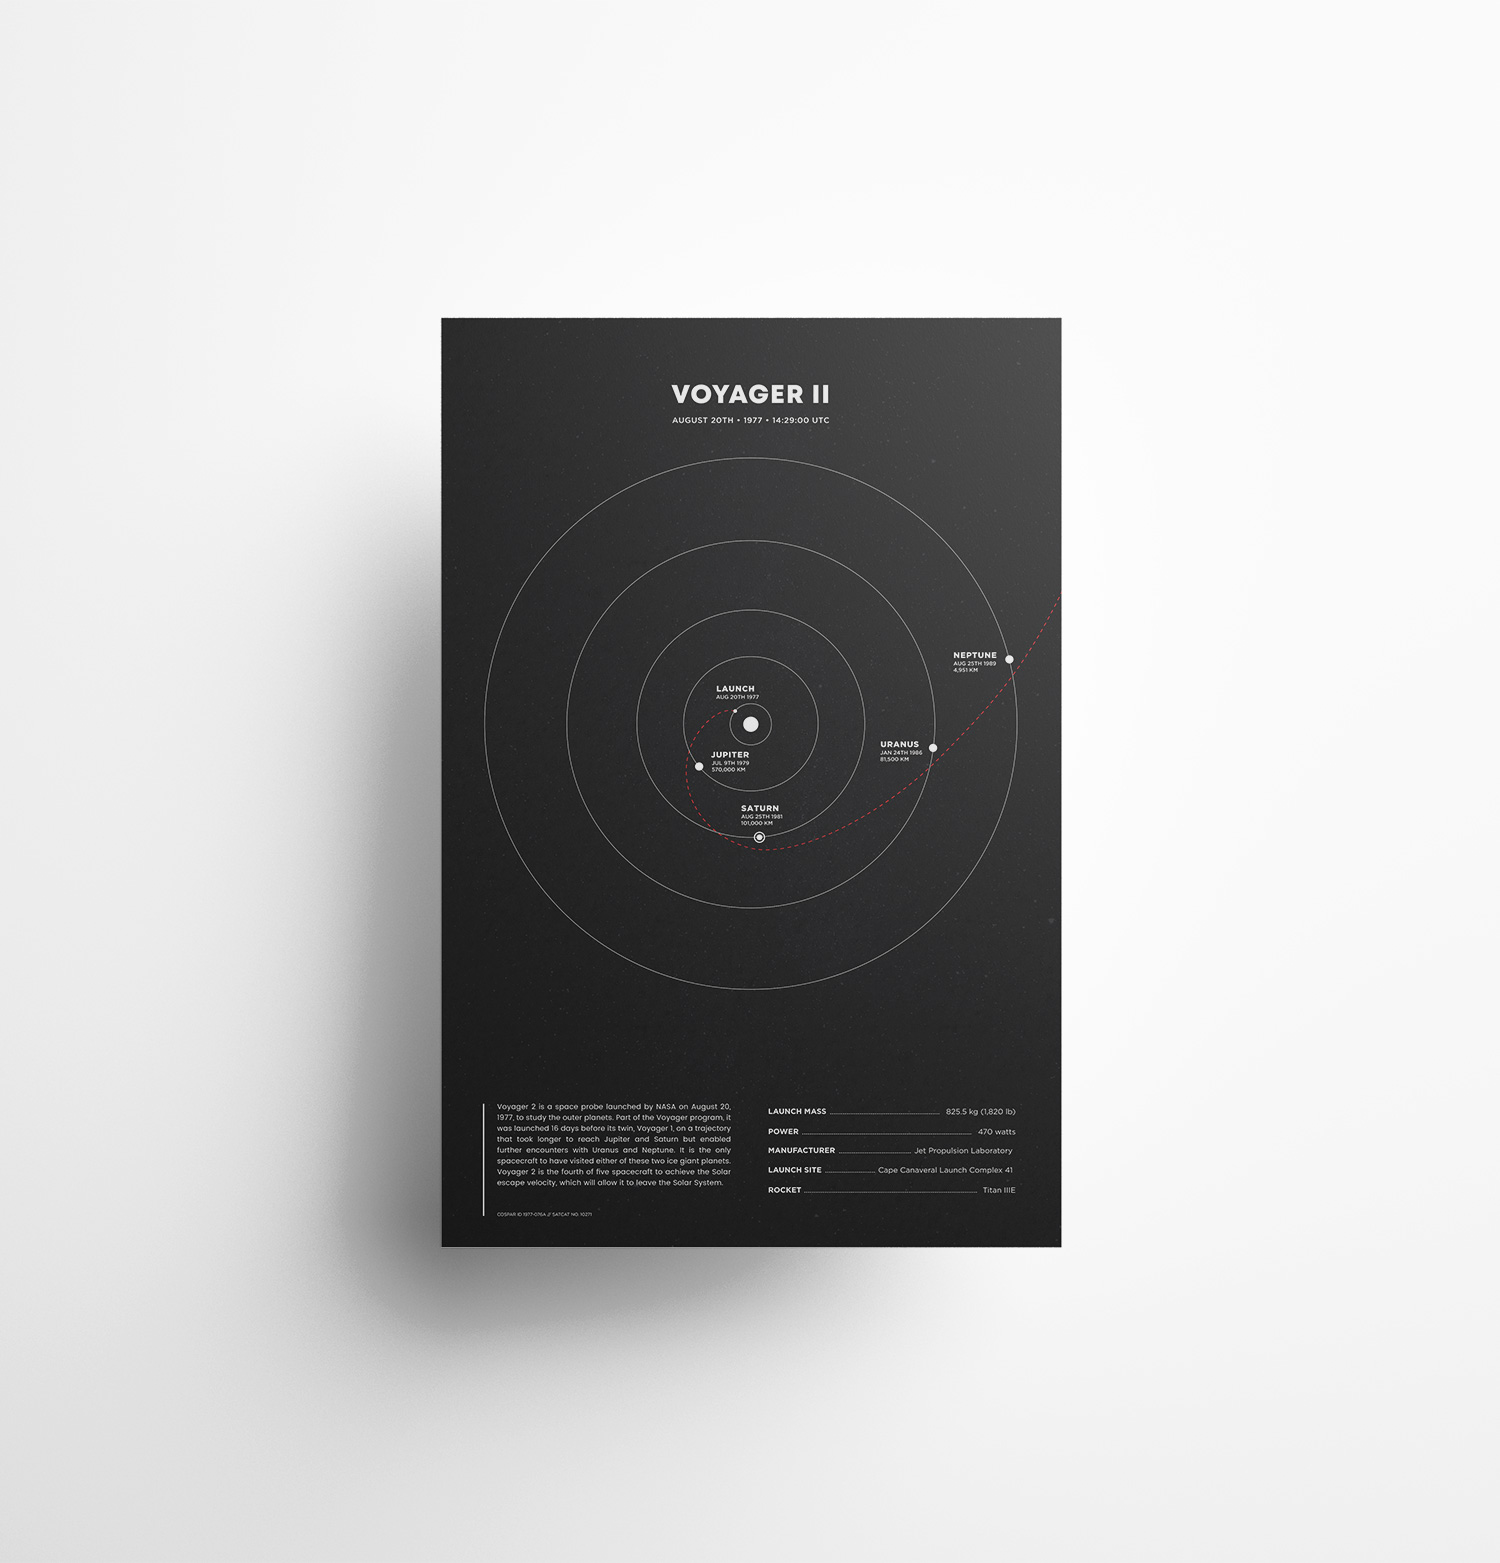 VOYAGER II
AUGUST 20TH • 1977 • 14:29:00 UTC
NEPTUNE
AUG 25TH 1989
4,951 KM
LAUNCH
AUG 20TH 1977
URANUS
JAN 24TH 1986
81,500 KM
JUPITER
JUL 9TH 1979
570,000 KM
SATURN
AUG 25TH 1981
101,000 KM
Voyager 2 is a space probe launched by NASA on August 20,
1977, to study the outer planets. Part of the Voyager program, it
was launched 16 days before its twin, Voyager 1, on a trajectory
that took longer to reach Jupiter and Saturn but enabled
further encounters with Uranus and Neptune. It is the only
spacecraft to have visited either of these two ice giant planets.
Voyager 2 is the fourth of five spacecraft to achieve the Solar
escape velocity, which will allow it to leave the Solar System.
COSPAR ID 1977-076A // SATCAT NO. 10271
LAUNCH MASS 825.5 kg (1,820 lb)
POWER 470 watts
MANUFACTURER Jet Propulsion Laboratory
LAUNCH SITE Cape Canaveral Launch Complex 41
ROCKET Titan IIIE